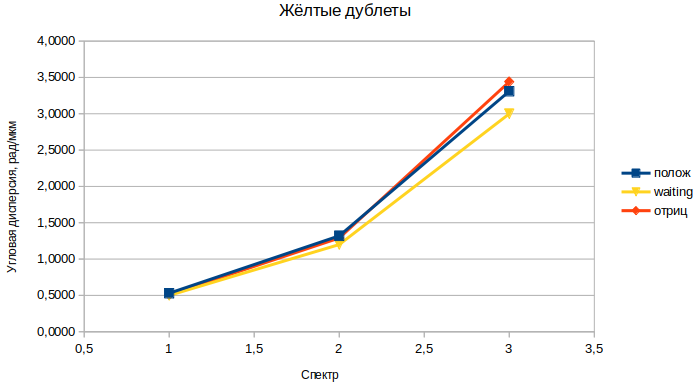 Жёлтые дублеты
4,0000
3,5000
3,0000
2,5000
2,0000
1,5000
1,0000
0,5000
0,0000
Угловая дисперсия, рад/мкм
0,5 1 1,5 2 2,5 3 3,5
Спектр
полож
waiting
отриц